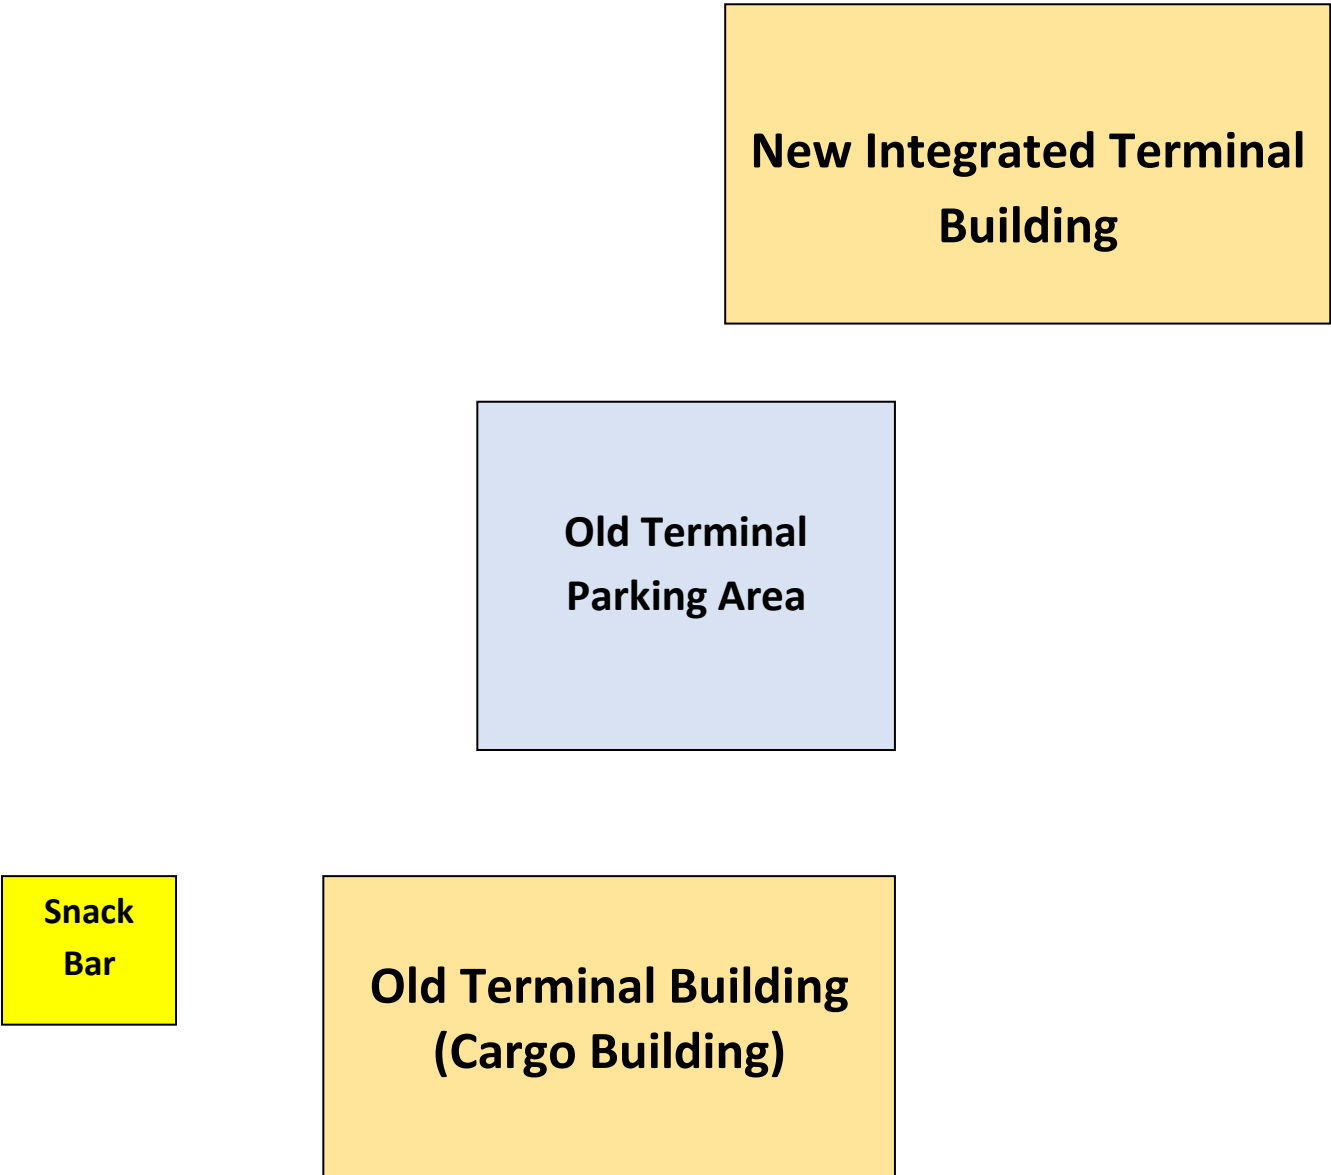 New Integrated Terminal
Building
Old Terminal
Parking Area
Snack
Bar
Old Terminal Building
(Cargo Building)